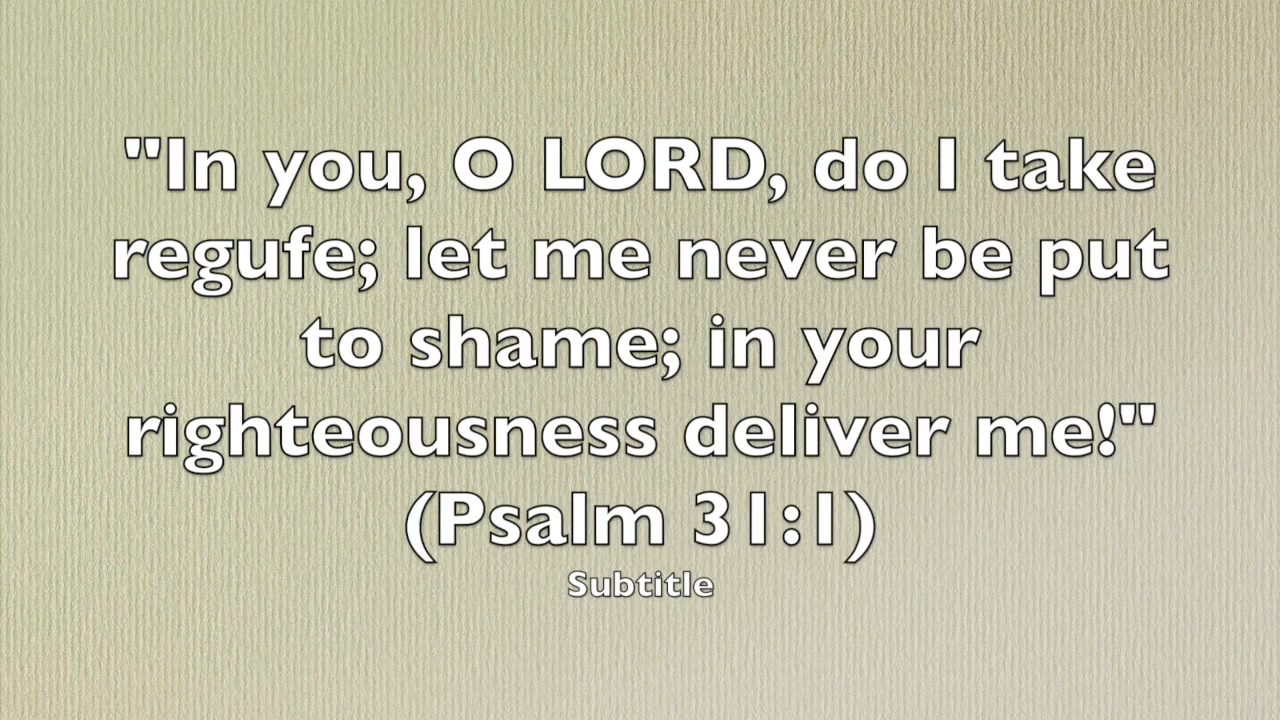 "In you, O LORD, do I take
regufe; let me never be put
to shame; in your
righteousness deliver me!"
(Psalm 31:1)
Subtitle